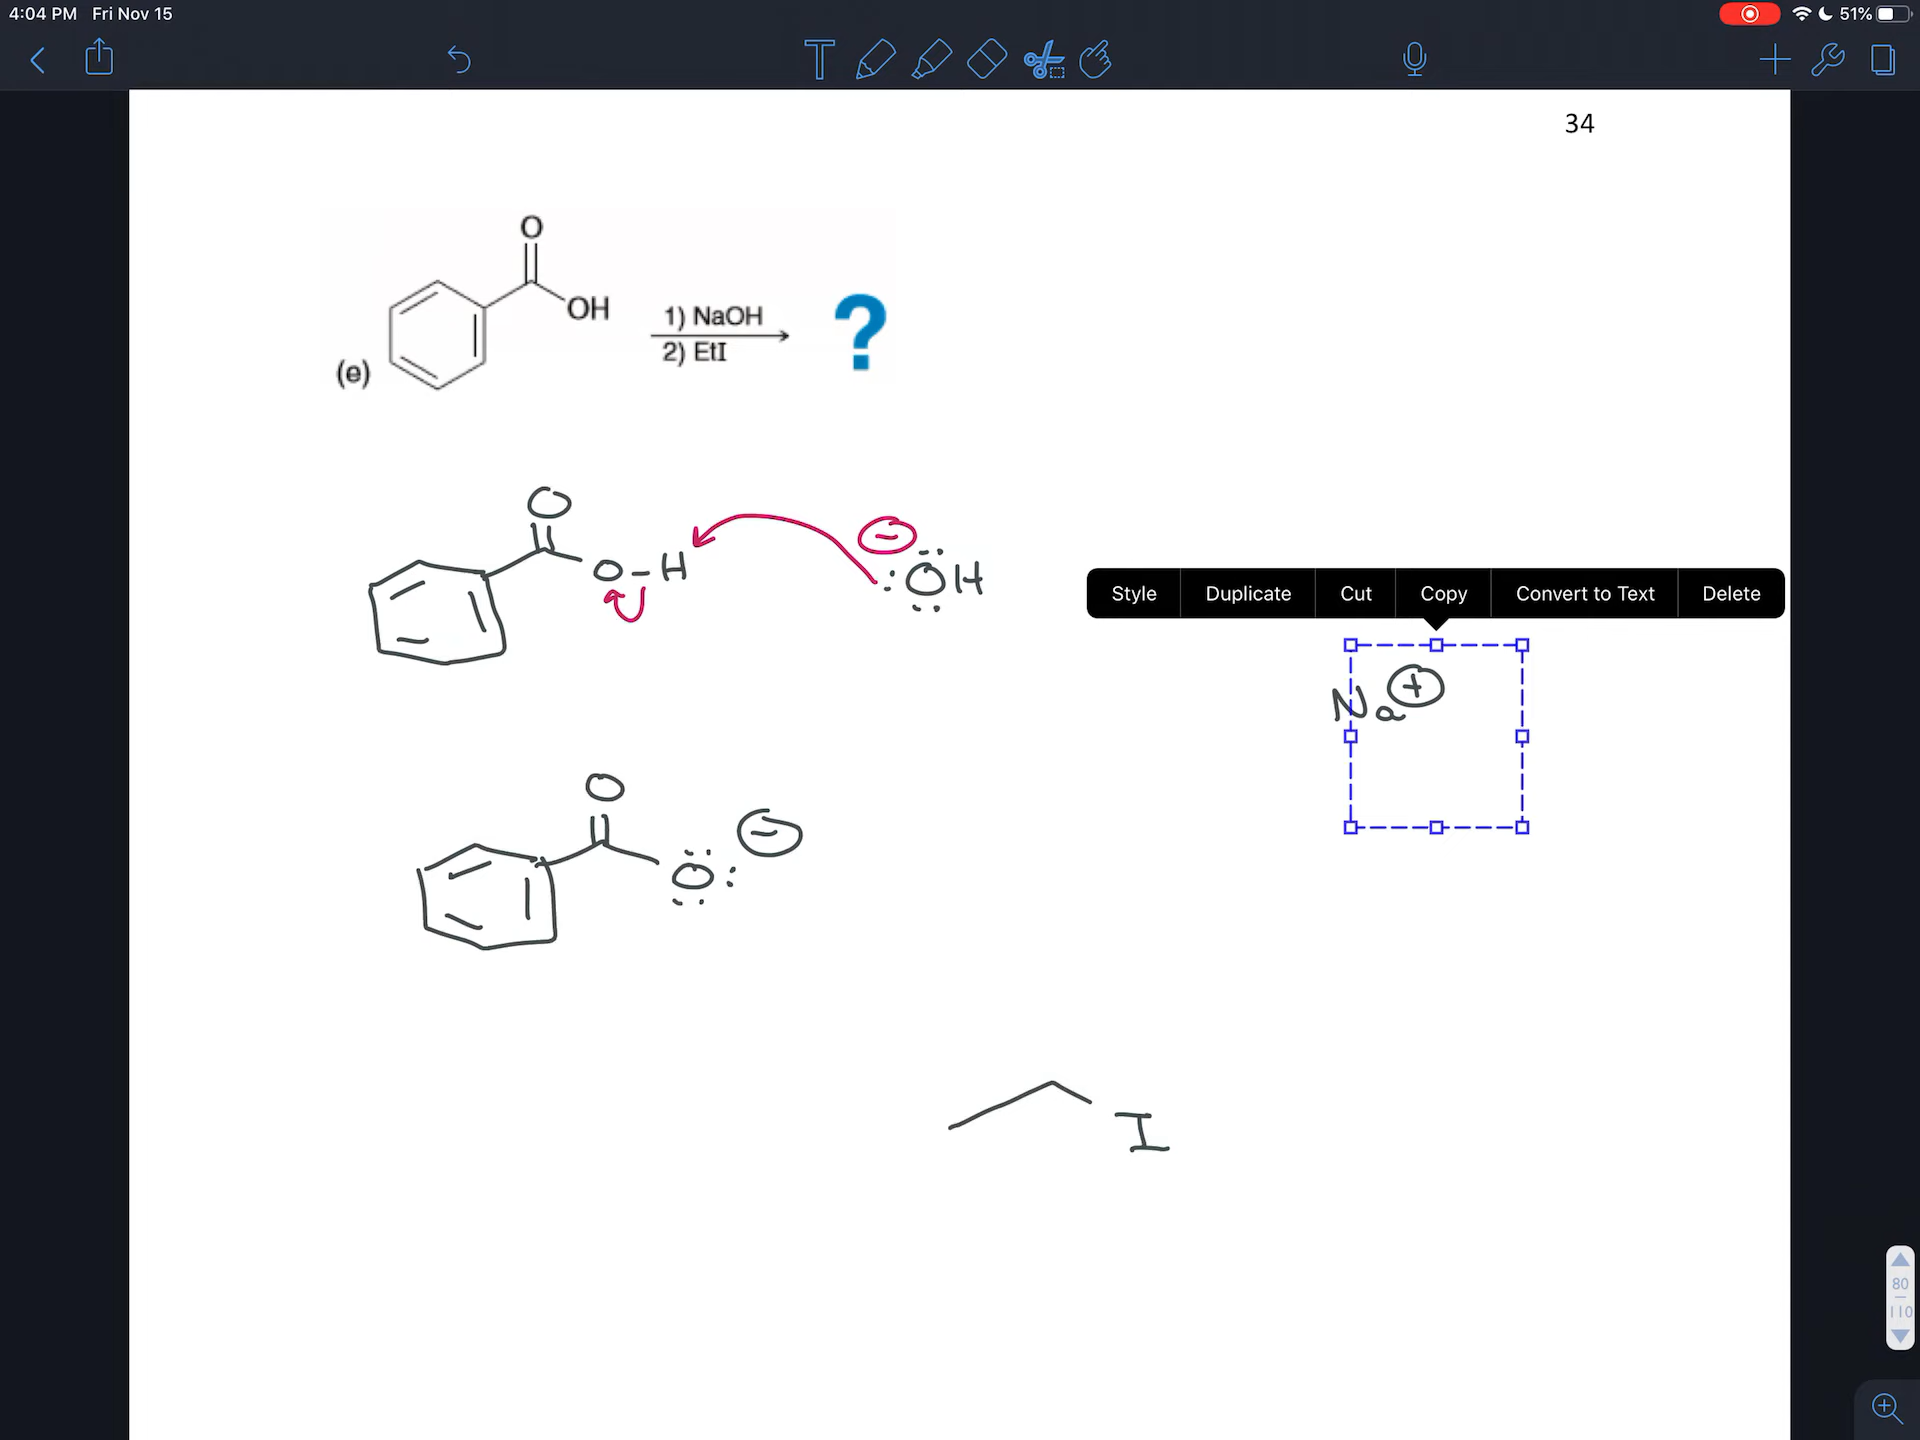 4:04 PM Fri Nov 15
51%
34
O
OH
1) NaOH
2) EtI
?
(e)
O
O-H
⊖
:ÖH
Style Duplicate Cut Copy Convert to Text Delete
Na⊕
O
⊖
O:
I
80
110